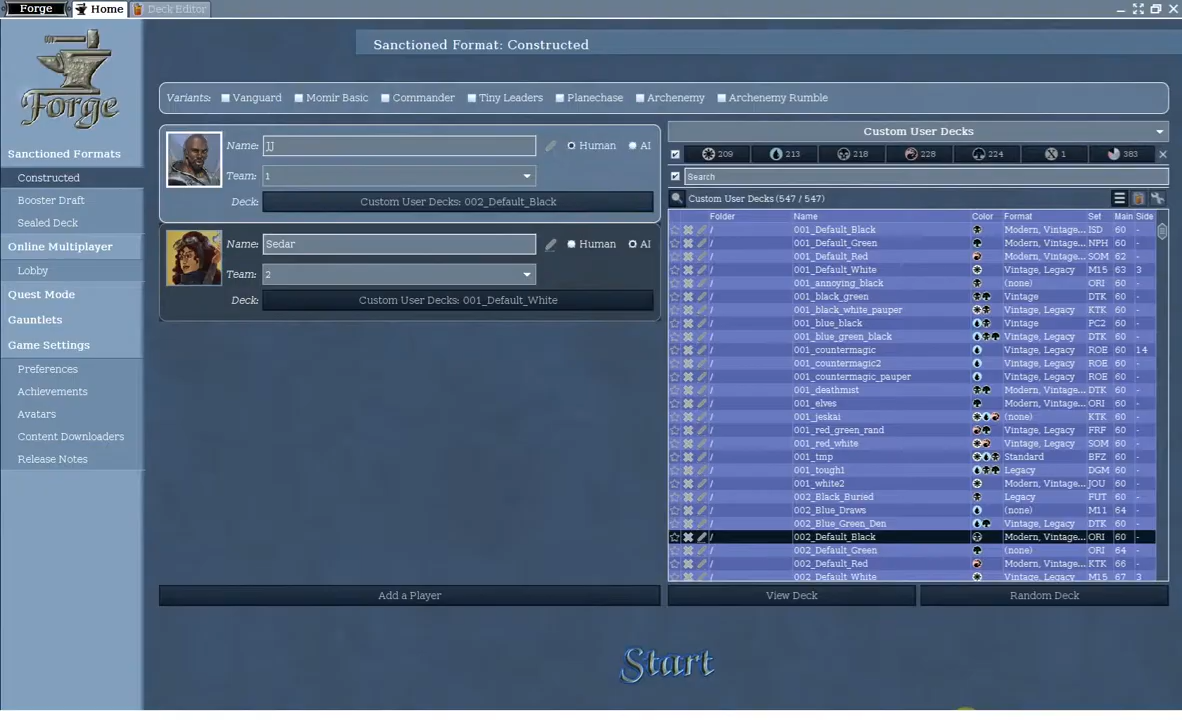 Forge Home Deck Editor
Forge
Sanctioned Format: Constructed
Variants: Vanguard Momir Basic Commander Tiny Leaders Planechase Archenemy Archenemy Rumble
Sanctioned Formats
Constructed
Booster Draft
Sealed Deck
Online Multiplayer
Lobby
Quest Mode
Gauntlets
Game Settings
Preferences
Achievements
Avatars
Content Downloaders
Release Notes
Name: JJ Human AI
Team: 1
Deck: Custom User Decks: 002_Default_Black
Name: Sedar Human AI
Team: 2
Deck: Custom User Decks: 001_Default_White
Add a Player
Custom User Decks
209 213 218 228 224 1 383
Search
Custom User Decks (547 / 547)
Folder Name Color Format Set Main Side
/ 001_Default_Black Modern, Vintage... ISD 60 -
/ 001_Default_Green Modern, Vintage... NPH 60 -
/ 001_Default_Red Modern, Vintage... SOM 62 -
/ 001_Default_White Vintage, Legacy M15 63 3
/ 001_annoying_black (none) ORI 60 -
/ 001_black_green Vintage DTK 60 -
/ 001_black_white_pauper Vintage, Legacy KTK 60 -
/ 001_blue_black Vintage PC2 60 -
/ 001_blue_green_black Vintage, Legacy DTK 60 -
/ 001_countermagic Vintage, Legacy ROE 60 14
/ 001_countermagic2 Vintage, Legacy ROE 60 -
/ 001_countermagic_pauper Vintage, Legacy ROE 60 -
/ 001_deathmist Modern, Vintage... DTK 60 -
/ 001_elves Modern, Vintage... ORI 60 -
/ 001_jeskai (none) KTK 60 -
/ 001_red_green_rand Vintage, Legacy FRF 60 -
/ 001_red_white Vintage, Legacy SOM 60 -
/ 001_tmp Standard BFZ 60 -
/ 001_tough1 Legacy DGM 60 -
/ 001_white2 Modern, Vintage... JOU 60 -
/ 002_Black_Buried Legacy FUT 60 -
/ 002_Blue_Draws (none) M11 64 -
/ 002_Blue_Green_Den Vintage, Legacy DTK 60 -
/ 002_Default_Black Modern, Vintage... ORI 60 -
/ 002_Default_Green (none) ORI 64 -
/ 002_Default_Red Modern, Vintage... KTK 66 -
/ 002_Default_White Vintage, Legacy M15 67 3
View Deck Random Deck
Start